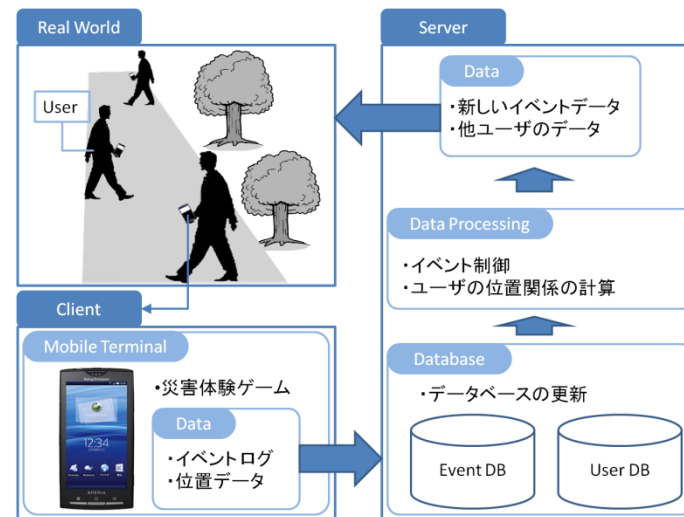 Real World
User
Client
Mobile Terminal
Sony Ericsson
12:34
XPERIA
・災害体験ゲーム
Data
・イベントログ
・位置データ
Server
Data
・新しいイベントデータ
・他ユーザのデータ
Data Processing
・イベント制御
・ユーザの位置関係の計算
Database
・データベースの更新
Event DB
User DB